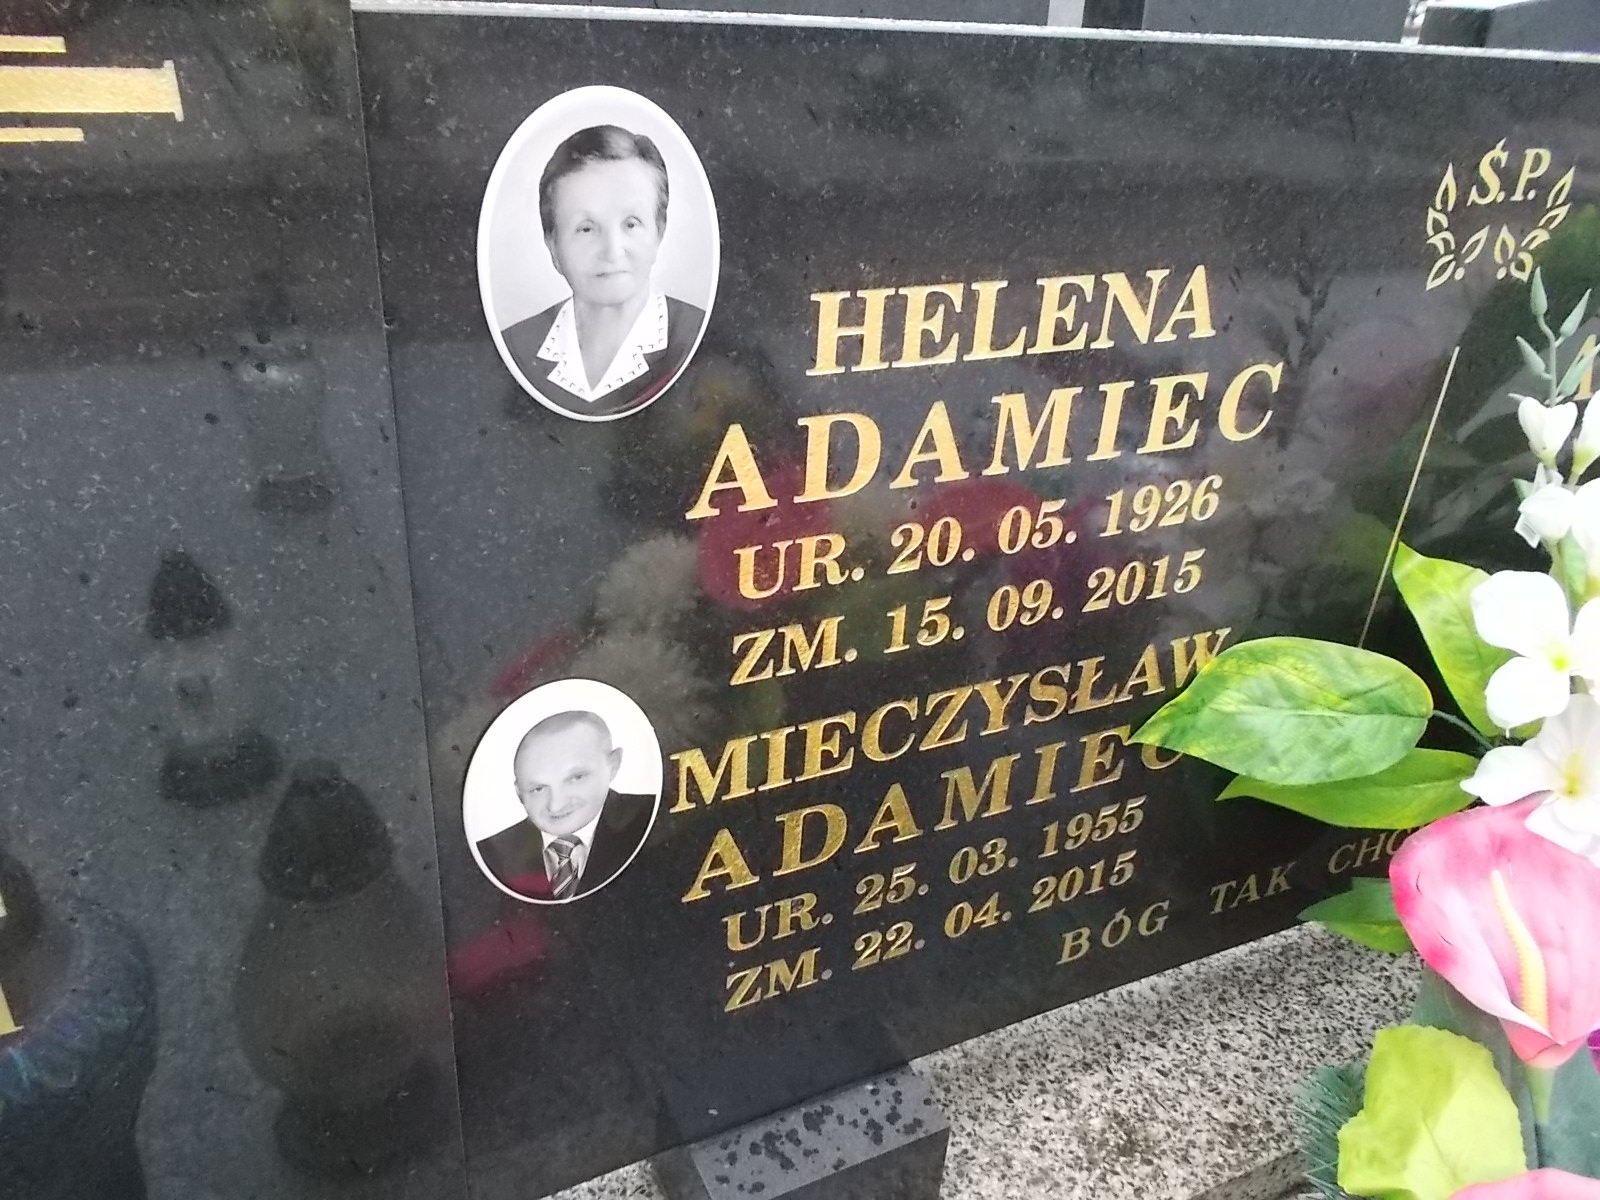 Ś.P.
HELENA
ADAMIEC
UR. 20. 05. 1926
ZM. 15. 09. 2015
MIECZYSŁAW
ADAMIEC
UR. 25. 03. 1955
ZM. 22. 04. 2015
BÓG TAK